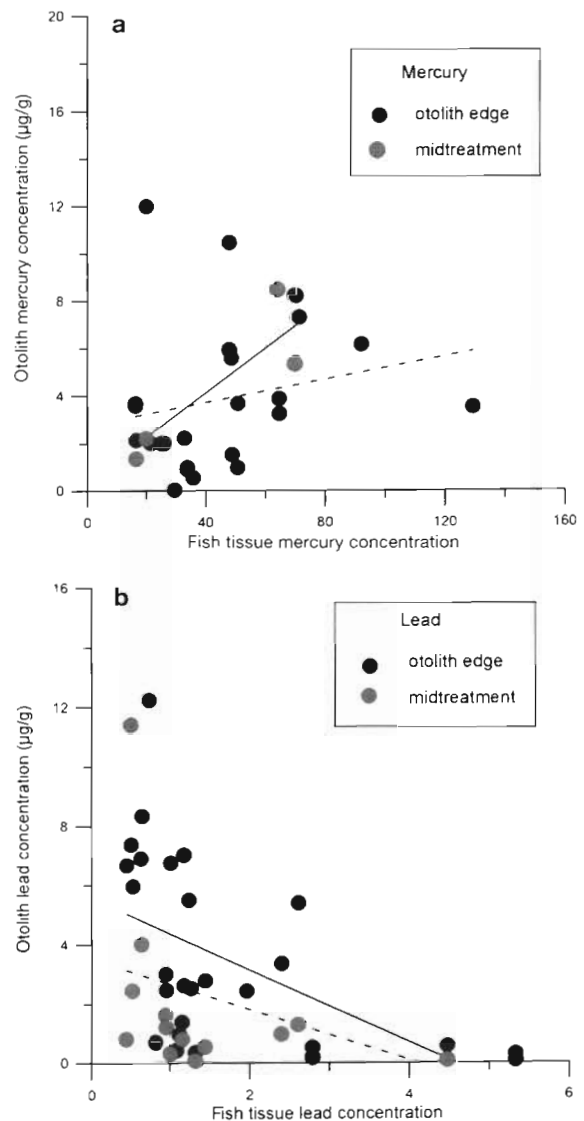 a
20
16
12
8
4
0
Otolith mercury concentration (µg/g)
Mercury
otolith edge
midtreatment
0 40 80 120 160
Fish tissue mercury concentration
b
16
12
8
4
0
Otolith lead concentration (µg/g)
Lead
otolith edge
midtreatment
0 2 4 6
Fish tissue lead concentration